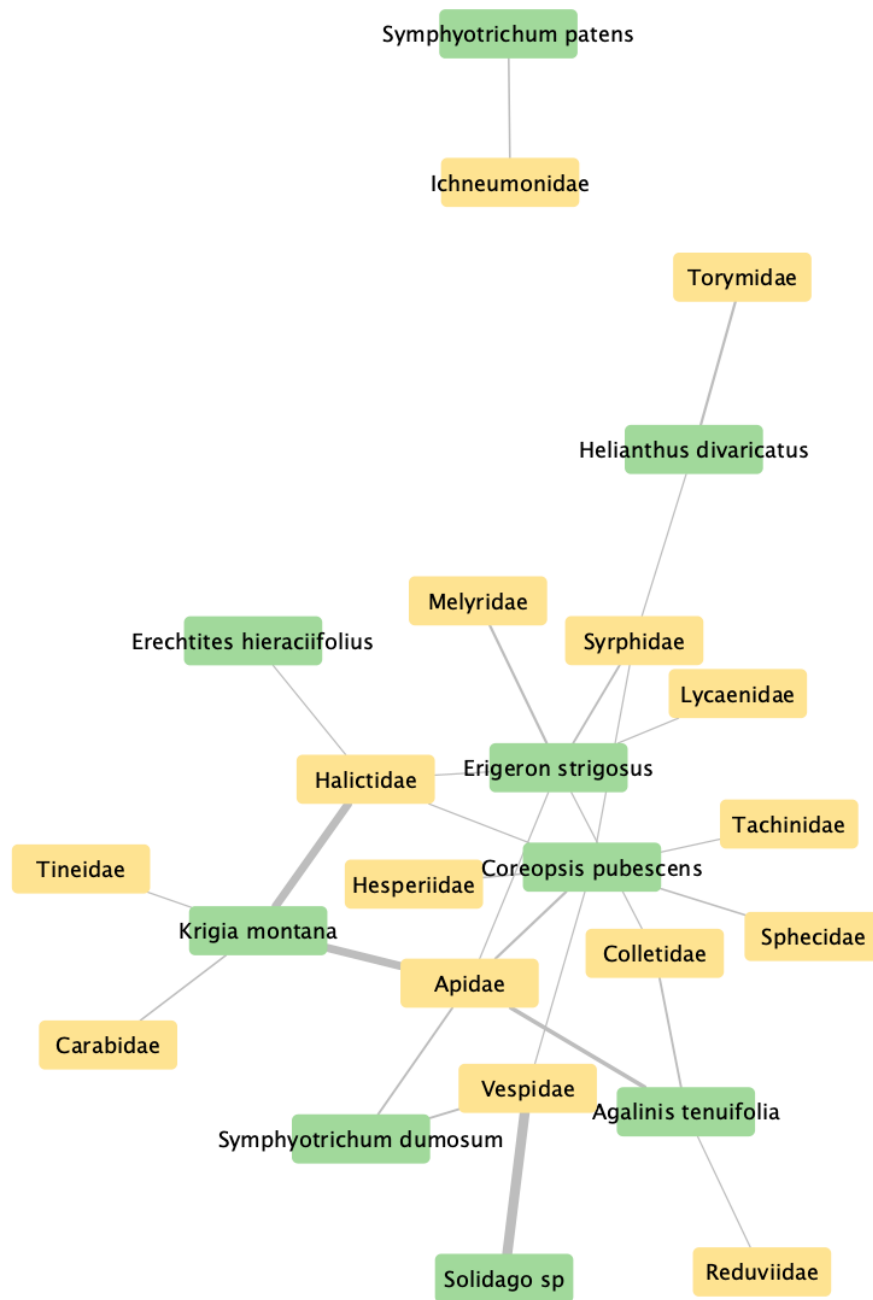 Symphyotrichum patens
Ichneumonidae
Torymidae
Helianthus divaricatus
Melyridae
Erechtites hieraciifolius
Syrphidae
Lycaenidae
Erigeron strigosus
Halictidae
Tachinidae
Tineidae
Coreopsis pubescens
Hesperiidae
Krigia montana
Sphecidae
Colletidae
Apidae
Carabidae
Vespidae
Agalinis tenuifolia
Symphyotrichum dumosum
Reduviidae
Solidago sp